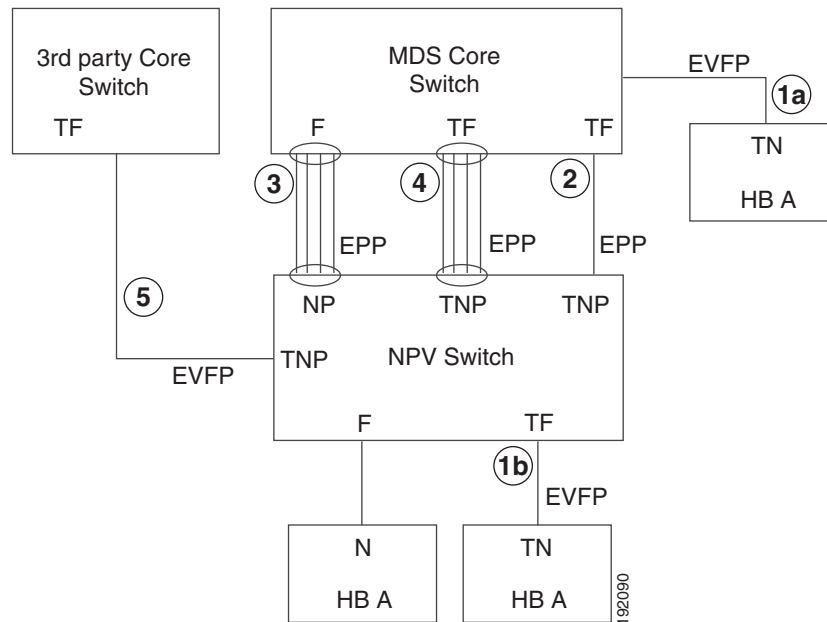 3rd party Core
Switch
TF
MDS Core
Switch
F
TF
TF
EVFP
1a
TN
HB A
3
4
2
EPP
EPP
EPP
5
EVFP
NP
TNP
TNP
TNP
NPV Switch
F
TF
1b
EVFP
N
HB A
TN
HB A
192090